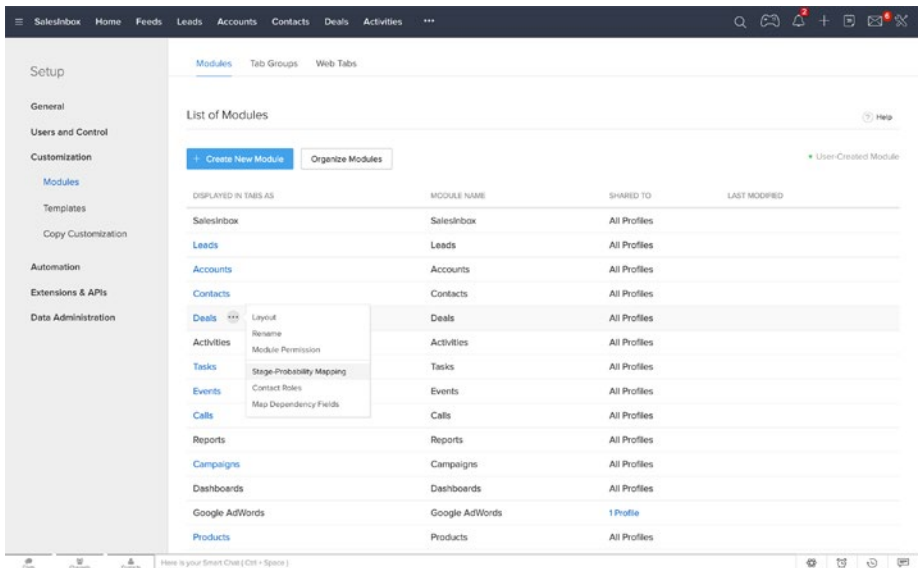 SalesInbox Home Feeds Leads Accounts Contacts Deals Activities •••
2
6
Setup
General
Users and Control
Customization
Modules
Templates
Copy Customization
Automation
Extensions & APIs
Data Administration
Modules Tab Groups Web Tabs
List of Modules
? Help
+ Create New Module Organize Modules
User-Created Module
DISPLAYED IN TABS AS MODULE NAME SHARED TO LAST MODIFIED
SalesInbox SalesInbox All Profiles
Leads Leads All Profiles
Accounts Accounts All Profiles
Contacts Contacts All Profiles
Deals ••• Deals All Profiles
Layout
Rename
Module Permission
Stage-Probability Mapping
Contact Roles
Map Dependency Fields
Activities Activities All Profiles
Tasks Tasks All Profiles
Events Events All Profiles
Calls Calls All Profiles
Reports Reports All Profiles
Campaigns Campaigns All Profiles
Dashboards Dashboards All Profiles
Google AdWords Google AdWords 1 Profile
Products Products All Profiles
Here is your Smart Chat ( Ctrl + Space )